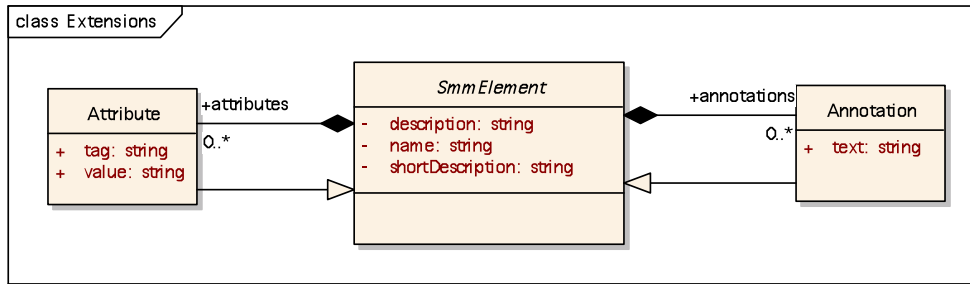 class Extensions
SmmElement
- description: string
- name: string
- shortDescription: string
Attribute
+ tag: string
+ value: string
+attributes
0..*
+annotations
0..*
Annotation
+ text: string